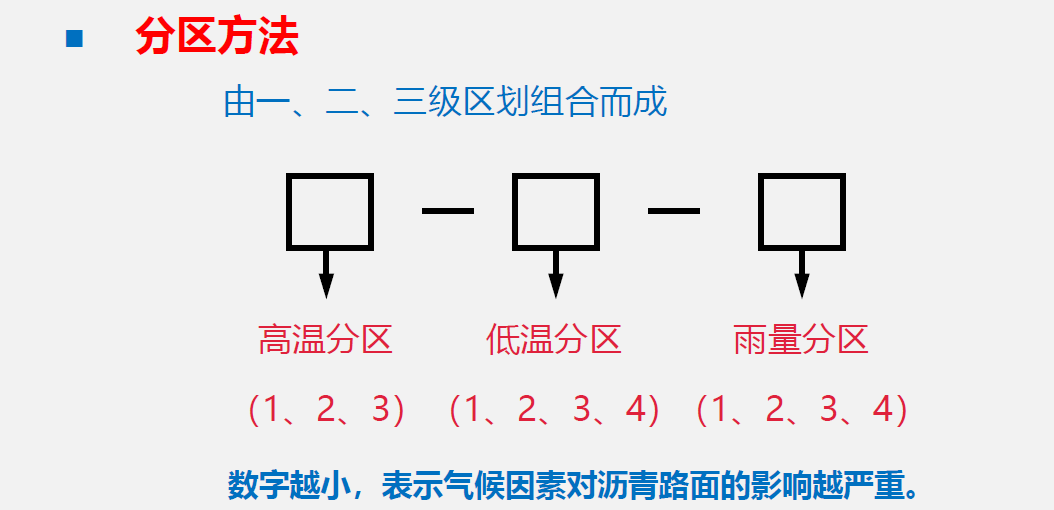 分区方法
由一、二、三级区划组合而成
高温分区 低温分区 雨量分区
（1、2、3）（1、2、3、4）（1、2、3、4）
数字越小，表示气候因素对沥青路面的影响越严重。